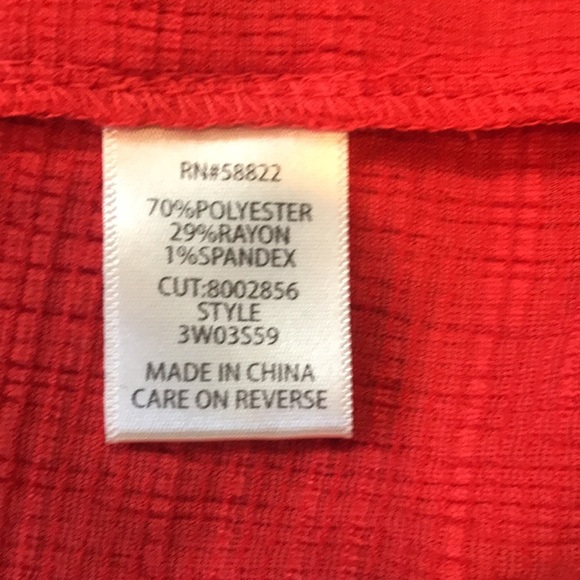 RN#58822
70%POLYESTER
29%RAYON
1%SPANDEX
CUT:8002856
STYLE
3W03S59
MADE IN CHINA
CARE ON REVERSE